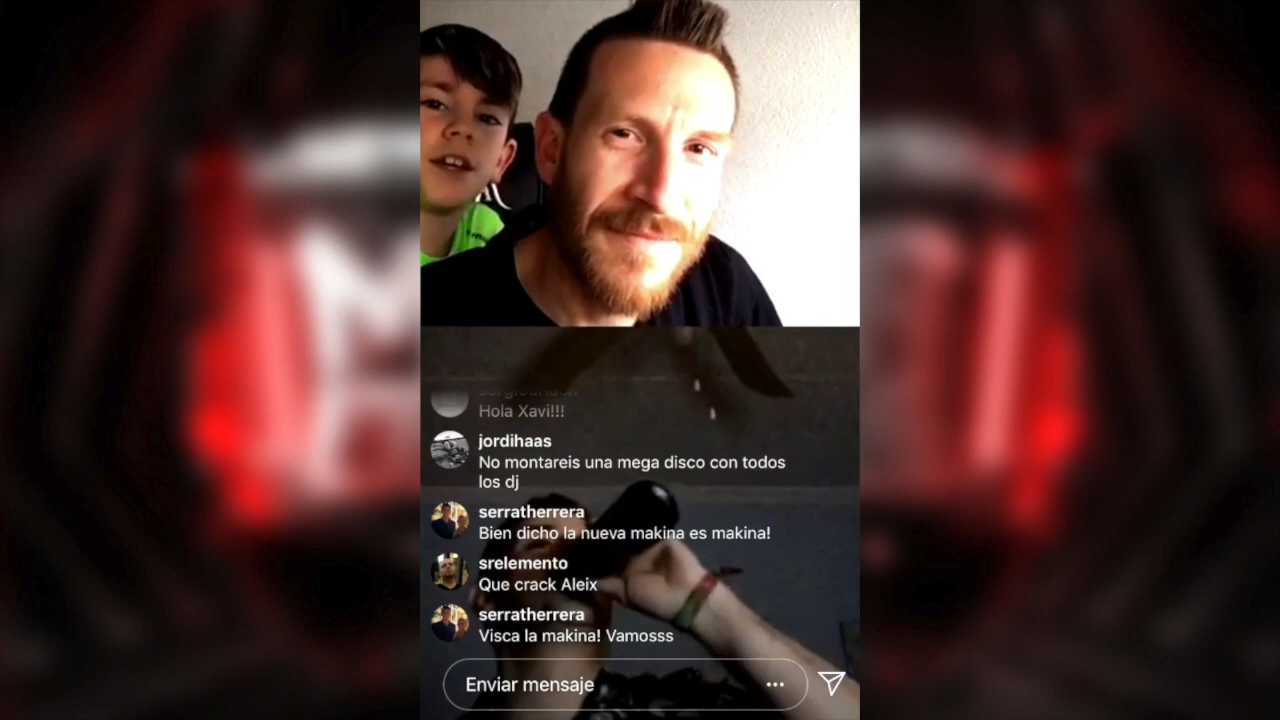 Hola Xavi!!!
jordihaas
No montareis una mega disco con todos
los dj
serratherrera
Bien dicho la nueva makina es makina!
srelemento
Que crack Aleix
serratherrera
Visca la makina! Vamosss
Enviar mensaje